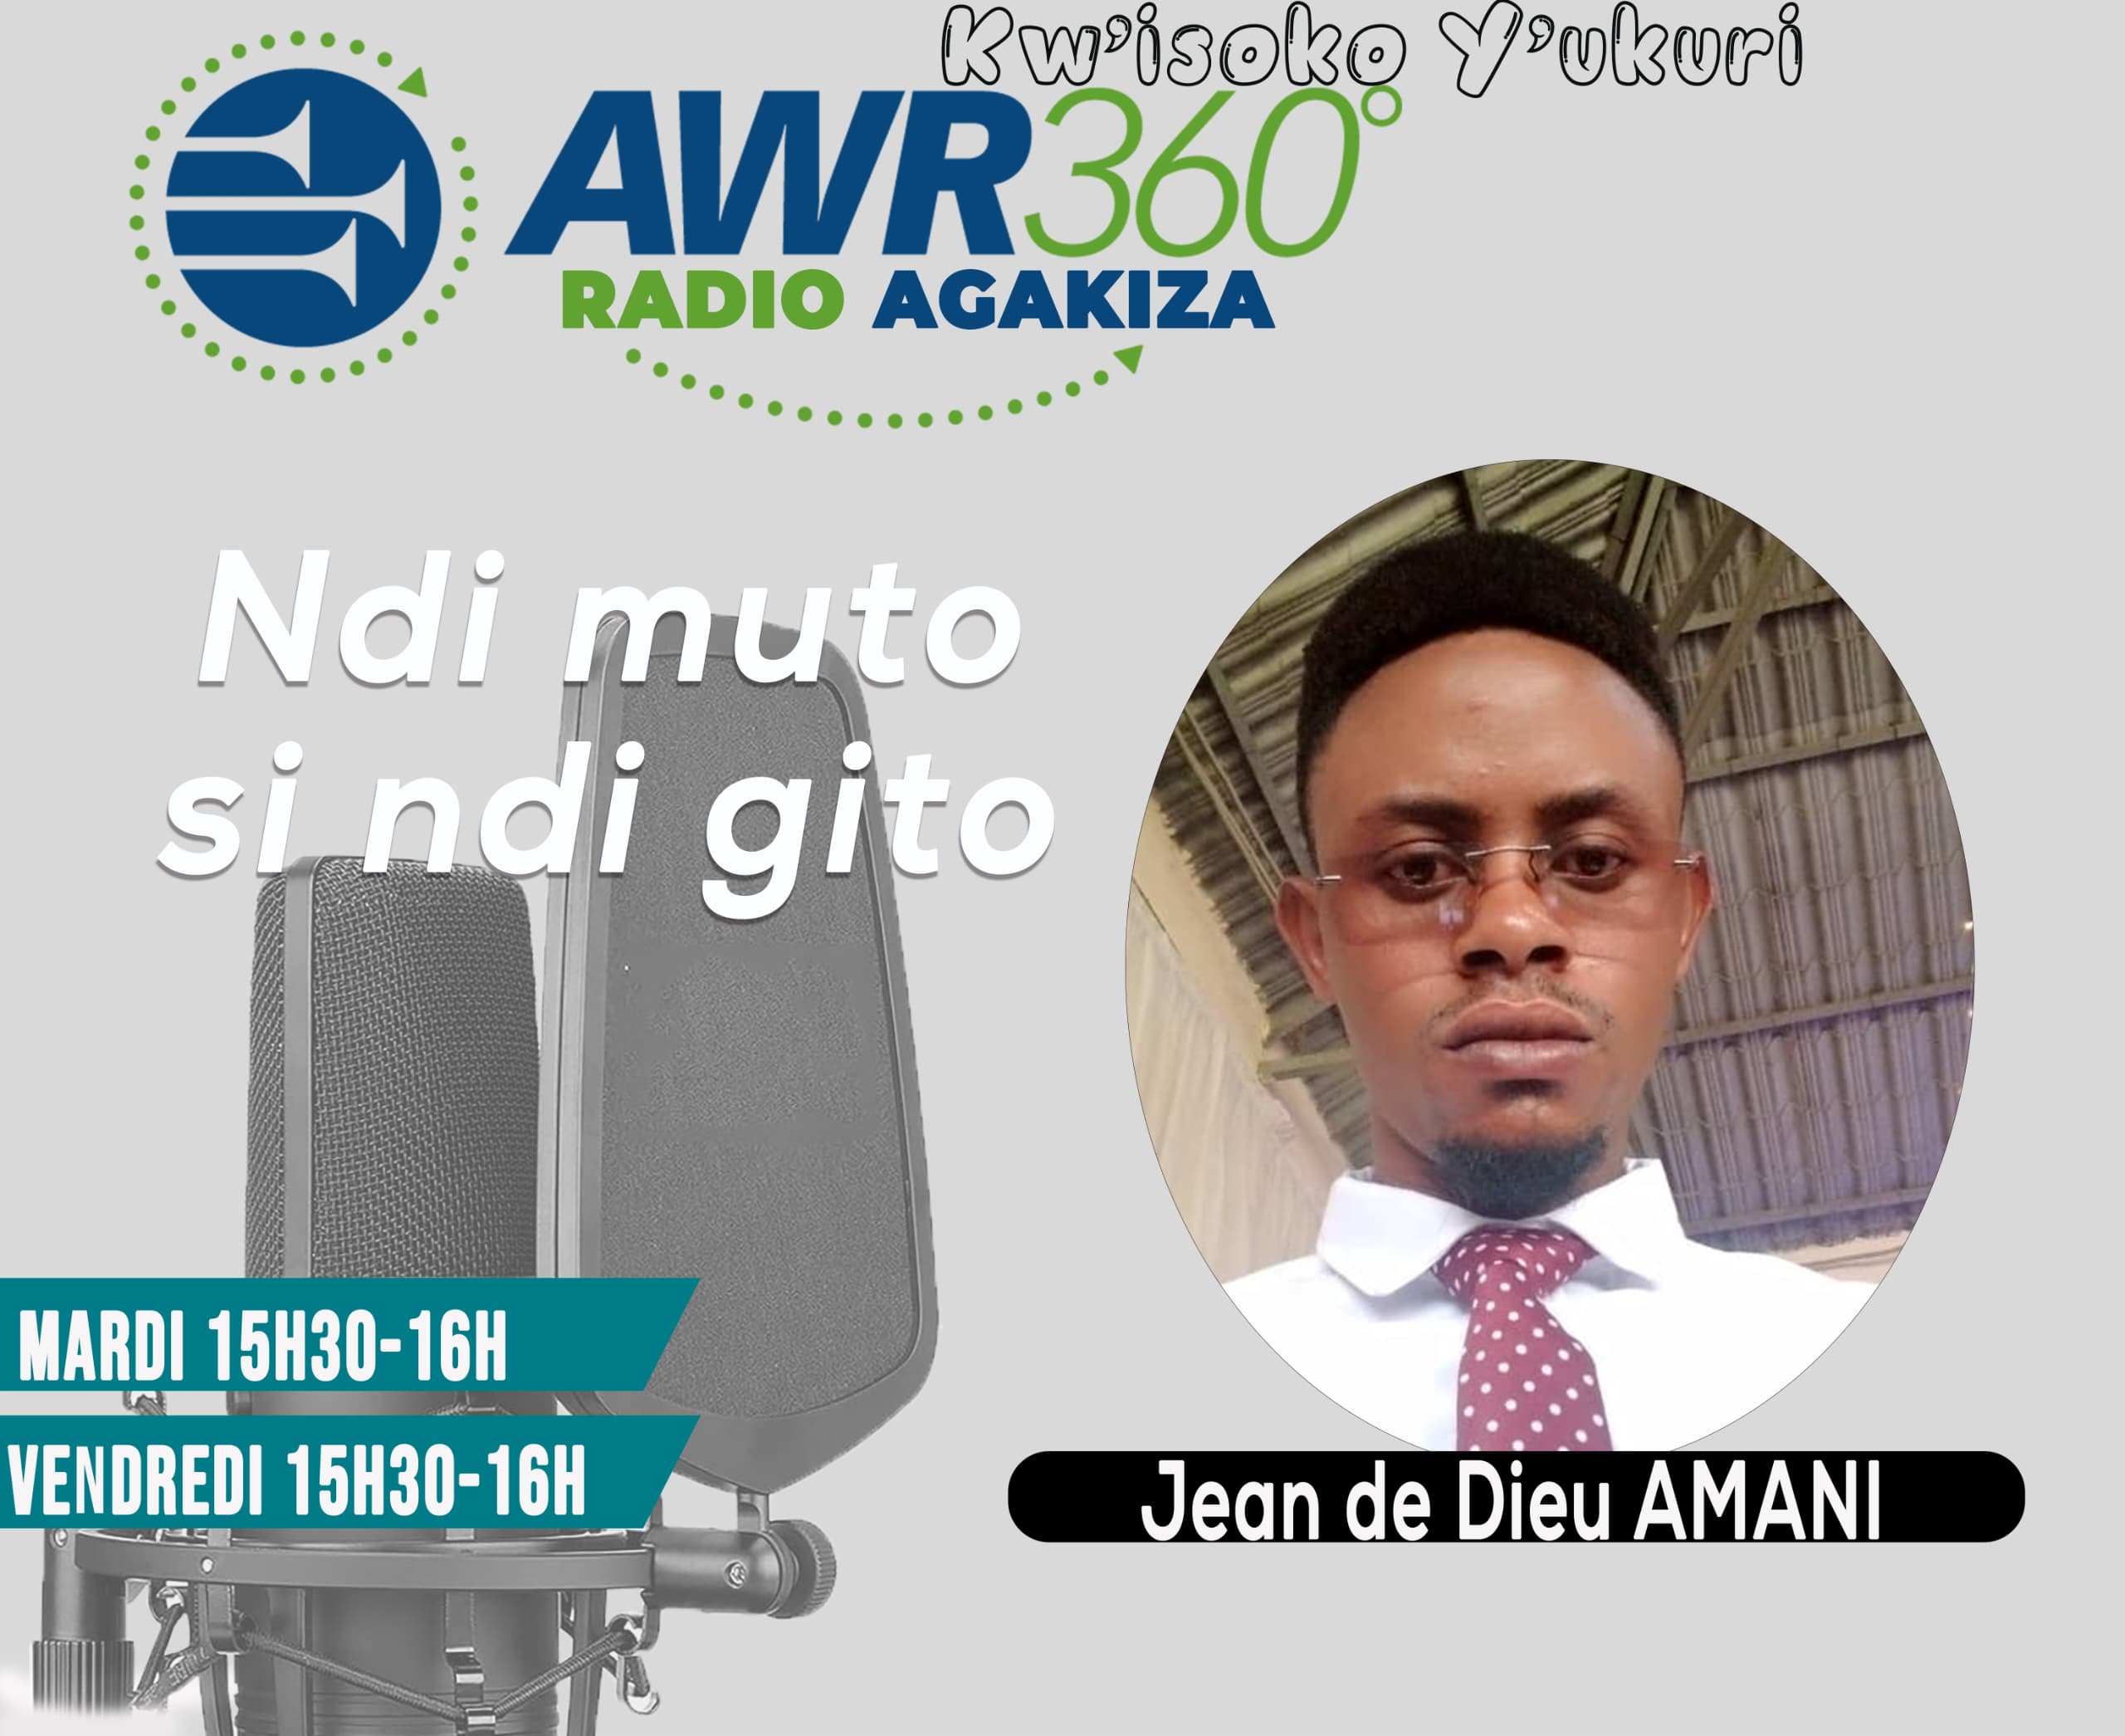 Kw'isoko Y'ukuri
AWR360°
RADIO AGAKIZA
Ndi muto
si ndi gito
MARDI 15H30-16H
VENDREDI 15H30-16H
Jean de Dieu AMANI